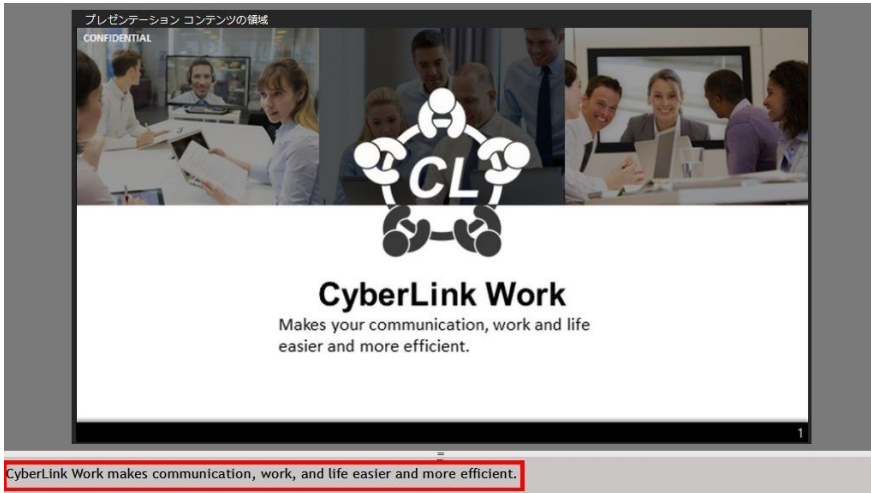 プレゼンテーション コンテンツの領域
CONFIDENTIAL
CL
CyberLink Work
Makes your communication, work and life
easier and more efficient.
1
CyberLink Work makes communication, work, and life easier and more efficient.